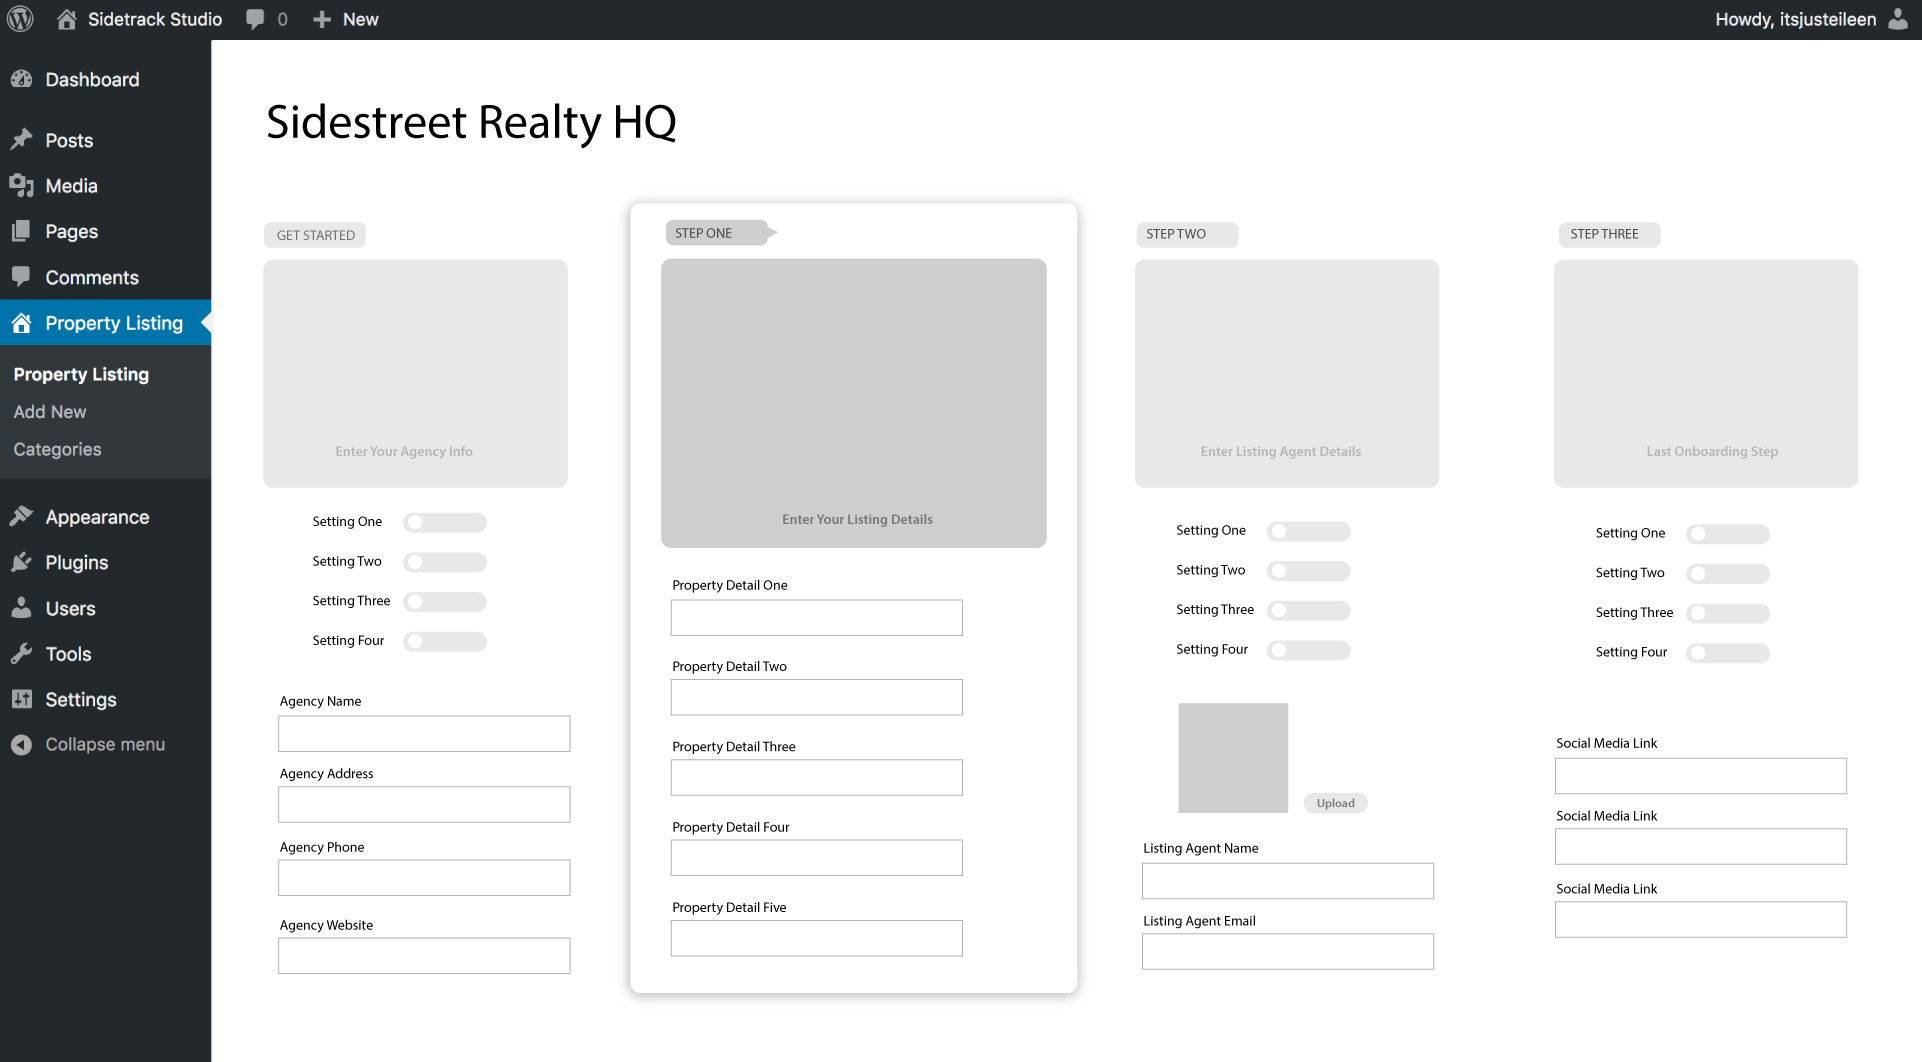 Sidetrack Studio
0
New
Howdy, itsjusteileen
Dashboard
Posts
Media
Pages
Comments
Property Listing
Property Listing
Add New
Categories
Appearance
Plugins
Users
Tools
Settings
Collapse menu
Sidestreet Realty HQ
GET STARTED
Enter Your Agency Info
Setting One
Setting Two
Setting Three
Setting Four
Agency Name
Agency Address
Agency Phone
Agency Website
STEP ONE
Enter Your Listing Details
Property Detail One
Property Detail Two
Property Detail Three
Property Detail Four
Property Detail Five
STEP TWO
Enter Listing Agent Details
Setting One
Setting Two
Setting Three
Setting Four
Upload
Listing Agent Name
Listing Agent Email
STEP THREE
Last Onboarding Step
Setting One
Setting Two
Setting Three
Setting Four
Social Media Link
Social Media Link
Social Media Link